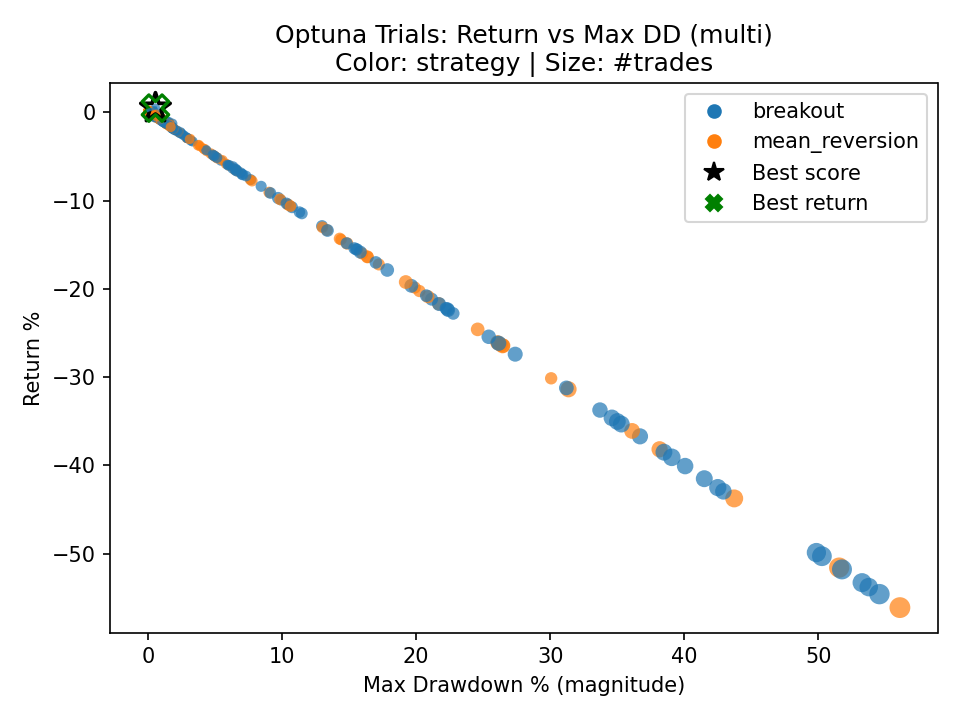 Optuna Trials: Return vs Max DD (multi)
Color: strategy | Size: #trades
breakout
mean_reversion
Best score
Best return
Return %
0
−10
−20
−30
−40
−50
0
10
20
30
40
50
Max Drawdown % (magnitude)